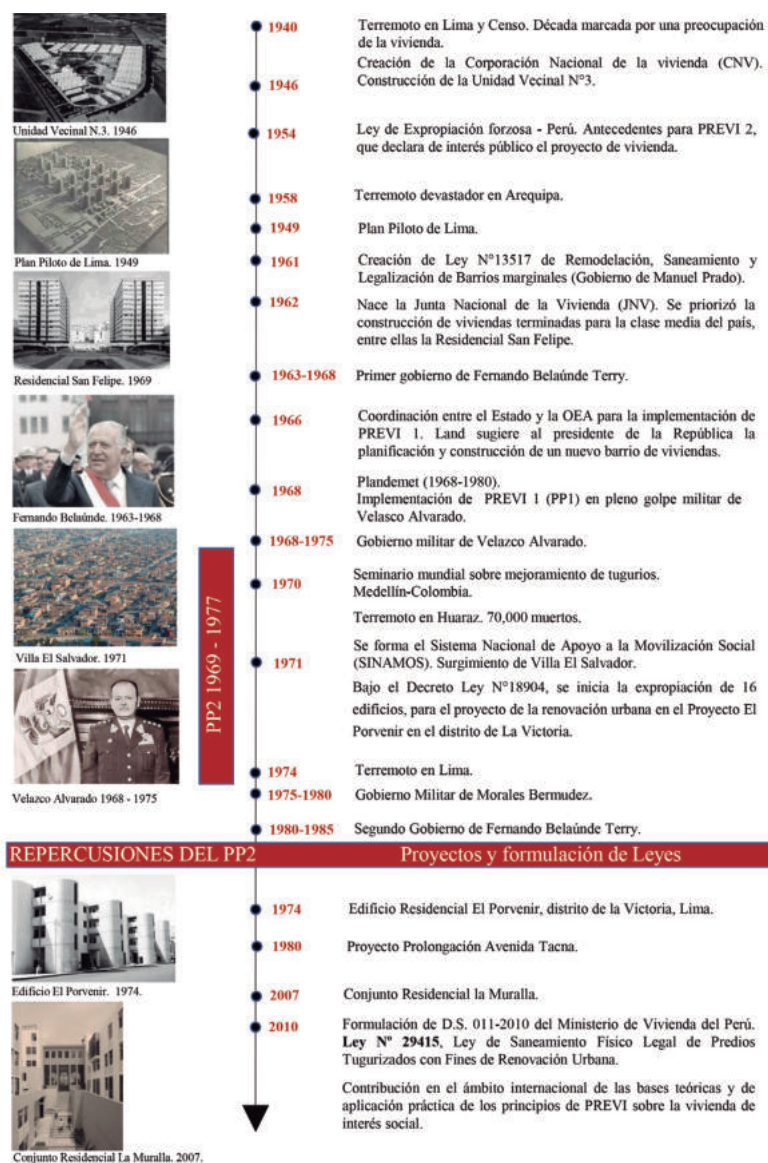 1940
Terremoto en Lima y Censo. Década marcada por una preocupación
de la vivienda.
Creación de la Corporación Nacional de la vivienda (CNV).
1946
Construcción de la Unidad Vecinal N°3.
Unidad Vecinal N.3. 1946
1954
Ley de Expropiación forzosa - Perú. Antecedentes para PREVI 2,
que declara de interés público el proyecto de vivienda.
1958
Terremoto devastador en Arequipa.
1949
Plan Piloto de Lima.
Plan Piloto de Lima. 1949
1961
Creación de Ley N°13517 de Remodelación, Saneamiento y
Legalización de Barrios marginales (Gobierno de Manuel Prado).
1962
Nace la Junta Nacional de la Vivienda (JNV). Se priorizó la
construcción de viviendas terminadas para la clase media del país,
entre ellas la Residencial San Felipe.
Residencial San Felipe. 1969
1963-1968
Primer gobierno de Fernando Belaúnde Terry.
1966
Coordinación entre el Estado y la OEA para la implementación de
PREVI 1. Land sugiere al presidente de la República la
planificación y construcción de un nuevo barrio de viviendas.
1968
Plandemet (1968-1980).
Implementación de PREVI 1 (PP1) en pleno golpe militar de
Velasco Alvarado.
Fernando Belaúnde. 1963-1968
1968-1975
Gobierno militar de Velazco Alvarado.
PP2 1969 - 1977
1970
Seminario mundial sobre mejoramiento de tugurios.
Medellín-Colombia.
Terremoto en Huaraz. 70,000 muertos.
Villa El Salvador. 1971
1971
Se forma el Sistema Nacional de Apoyo a la Movilización Social
(SINAMOS). Surgimiento de Villa El Salvador.
Bajo el Decreto Ley N°18904, se inicia la expropiación de 16
edificios, para el proyecto de la renovación urbana en el Proyecto El
Porvenir en el distrito de La Victoria.
1974
Terremoto en Lima.
Velazco Alvarado 1968 - 1975
1975-1980
Gobierno Militar de Morales Bermudez.
1980-1985
Segundo Gobierno de Fernando Belaúnde Terry.
REPERCUSIONES DEL PP2
Proyectos y formulación de Leyes
1974
Edificio Residencial El Porvenir, distrito de la Victoria, Lima.
1980
Proyecto Prolongación Avenida Tacna.
Edificio El Porvenir. 1974.
2007
Conjunto Residencial la Muralla.
2010
Formulación de D.S. 011-2010 del Ministerio de Vivienda del Perú.
Ley Nº 29415, Ley de Saneamiento Físico Legal de Predios
Tugurizados con Fines de Renovación Urbana.
Contribución en el ámbito internacional de las bases teóricas y de
aplicación práctica de los principios de PREVI sobre la vivienda de
interés social.
Conjunto Residencial La Muralla. 2007.